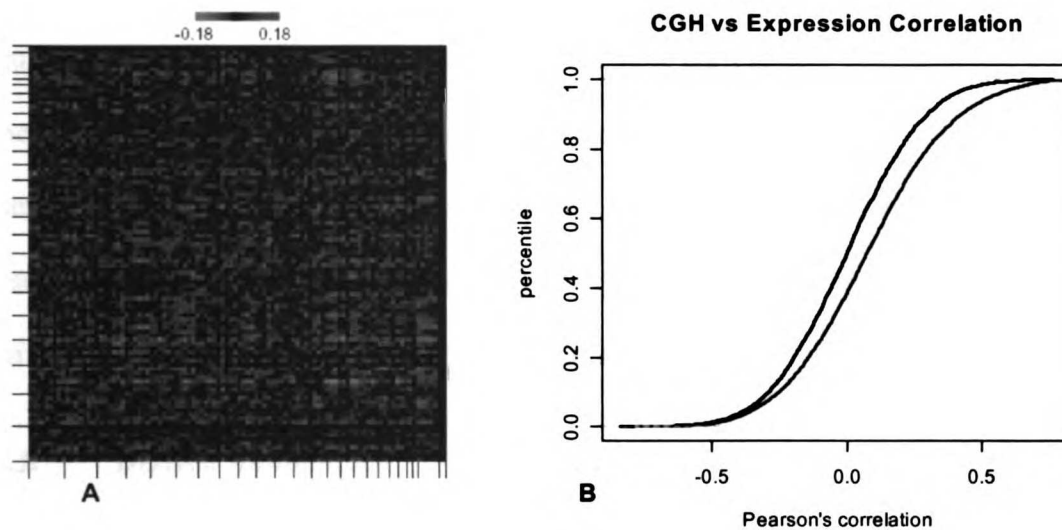 -0.18 0.18
A
CGH vs Expression Correlation
percentile
1.0
0.8
0.6
0.4
0.2
0.0
-0.5 0.0 0.5
B
Pearson's correlation